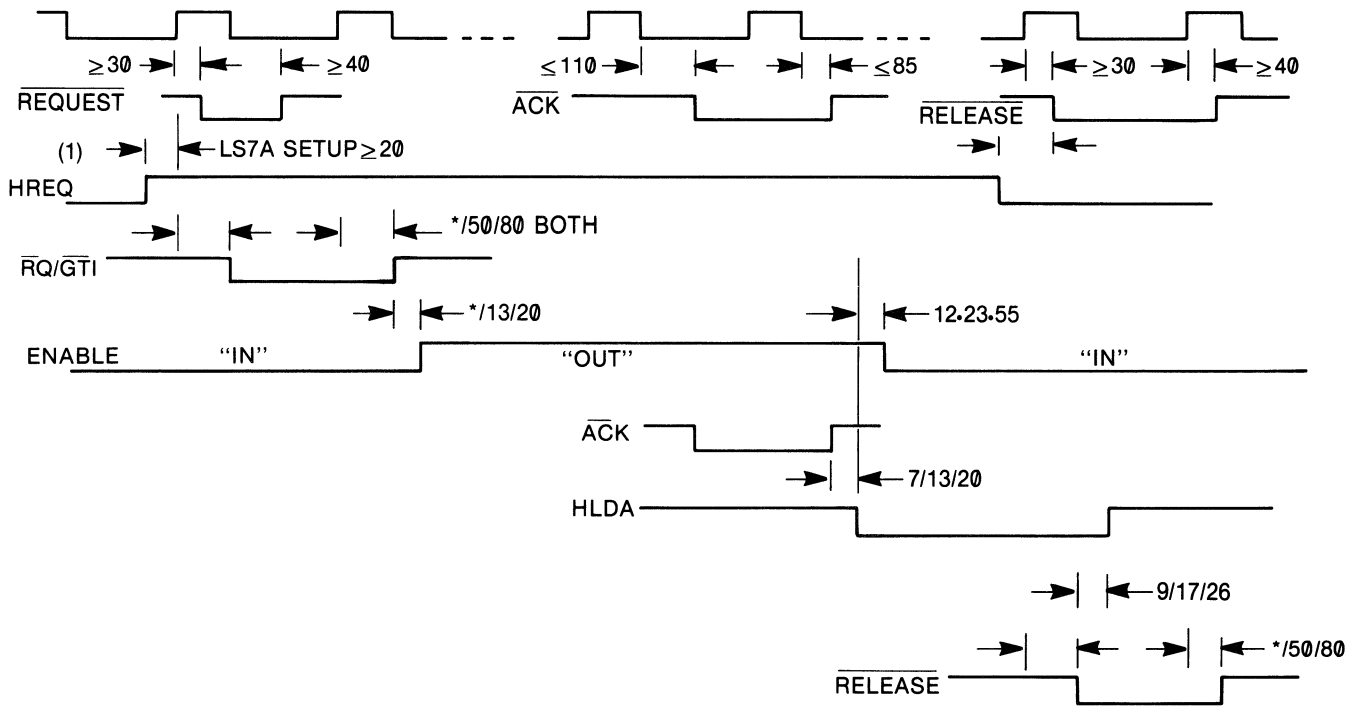 ≥30 ≥40 ≤110 ≤85 ≥30 ≥40
REQUEST ACK RELEASE
(1) LS7A SETUP ≥20
HREQ
*/50/80 BOTH
RQ/GTI
*/13/20 12•23•55
ENABLE “IN” “OUT” “IN”
ACK
7/13/20
HLDA
9/17/26
*/50/80
RELEASE